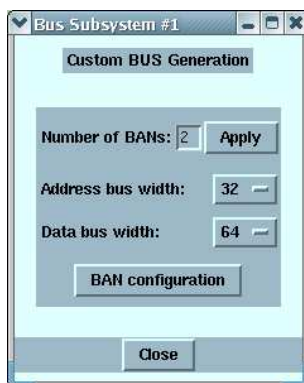 Bus Subsystem #1
Custom BUS Generation
Number of BANs: 2 Apply
Address bus width: 32
Data bus width: 64
BAN configuration
Close